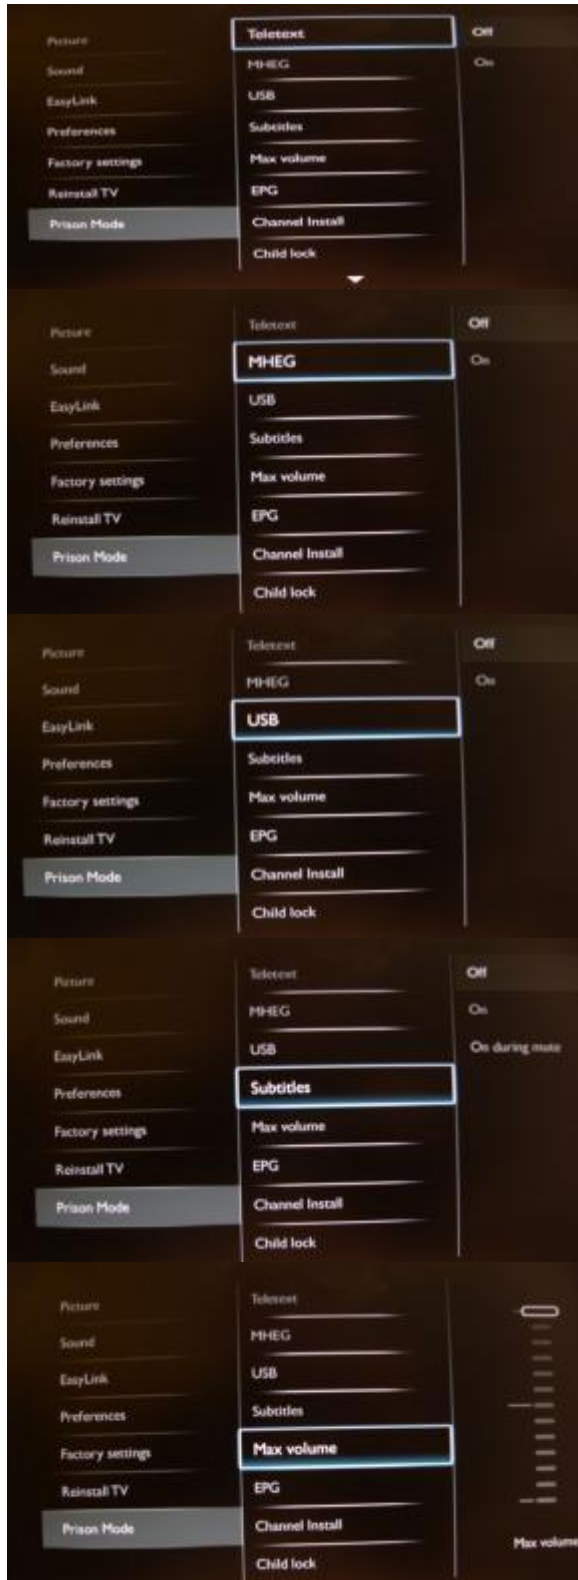 Picture
Sound
EasyLink
Preferences
Factory settings
Reinstall TV
Prison Mode
Teletext
MHEG
USB
Subtitles
Max volume
EPG
Channel Install
Child lock
Off
On
Picture
Sound
EasyLink
Preferences
Factory settings
Reinstall TV
Prison Mode
Teletext
MHEG
USB
Subtitles
Max volume
EPG
Channel Install
Child lock
Off
On
Picture
Sound
EasyLink
Preferences
Factory settings
Reinstall TV
Prison Mode
Teletext
MHEG
USB
Subtitles
Max volume
EPG
Channel Install
Child lock
Off
On
Picture
Sound
EasyLink
Preferences
Factory settings
Reinstall TV
Prison Mode
Teletext
MHEG
USB
Subtitles
Max volume
EPG
Channel Install
Child lock
Off
On
On during mute
Picture
Sound
EasyLink
Preferences
Factory settings
Reinstall TV
Prison Mode
Teletext
MHEG
USB
Subtitles
Max volume
EPG
Channel Install
Child lock
Max volume